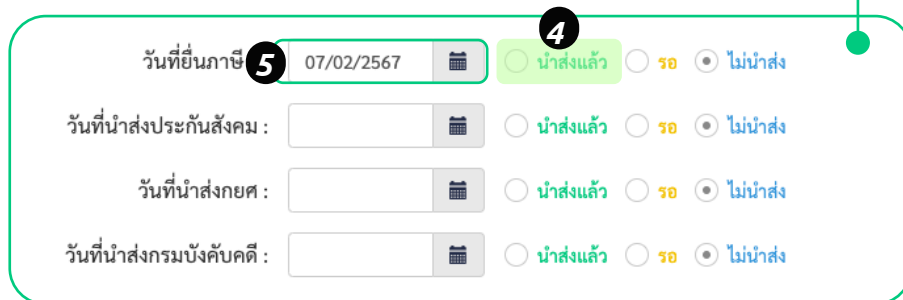 4
วันที่ยื่นภาษี 5 07/02/2567 นำส่งแล้ว รอ ไม่นำส่ง
วันที่นำส่งประกันสังคม : นำส่งแล้ว รอ ไม่นำส่ง
วันที่นำส่งกยศ : นำส่งแล้ว รอ ไม่นำส่ง
วันที่นำส่งกรมบังคับคดี : นำส่งแล้ว รอ ไม่นำส่ง